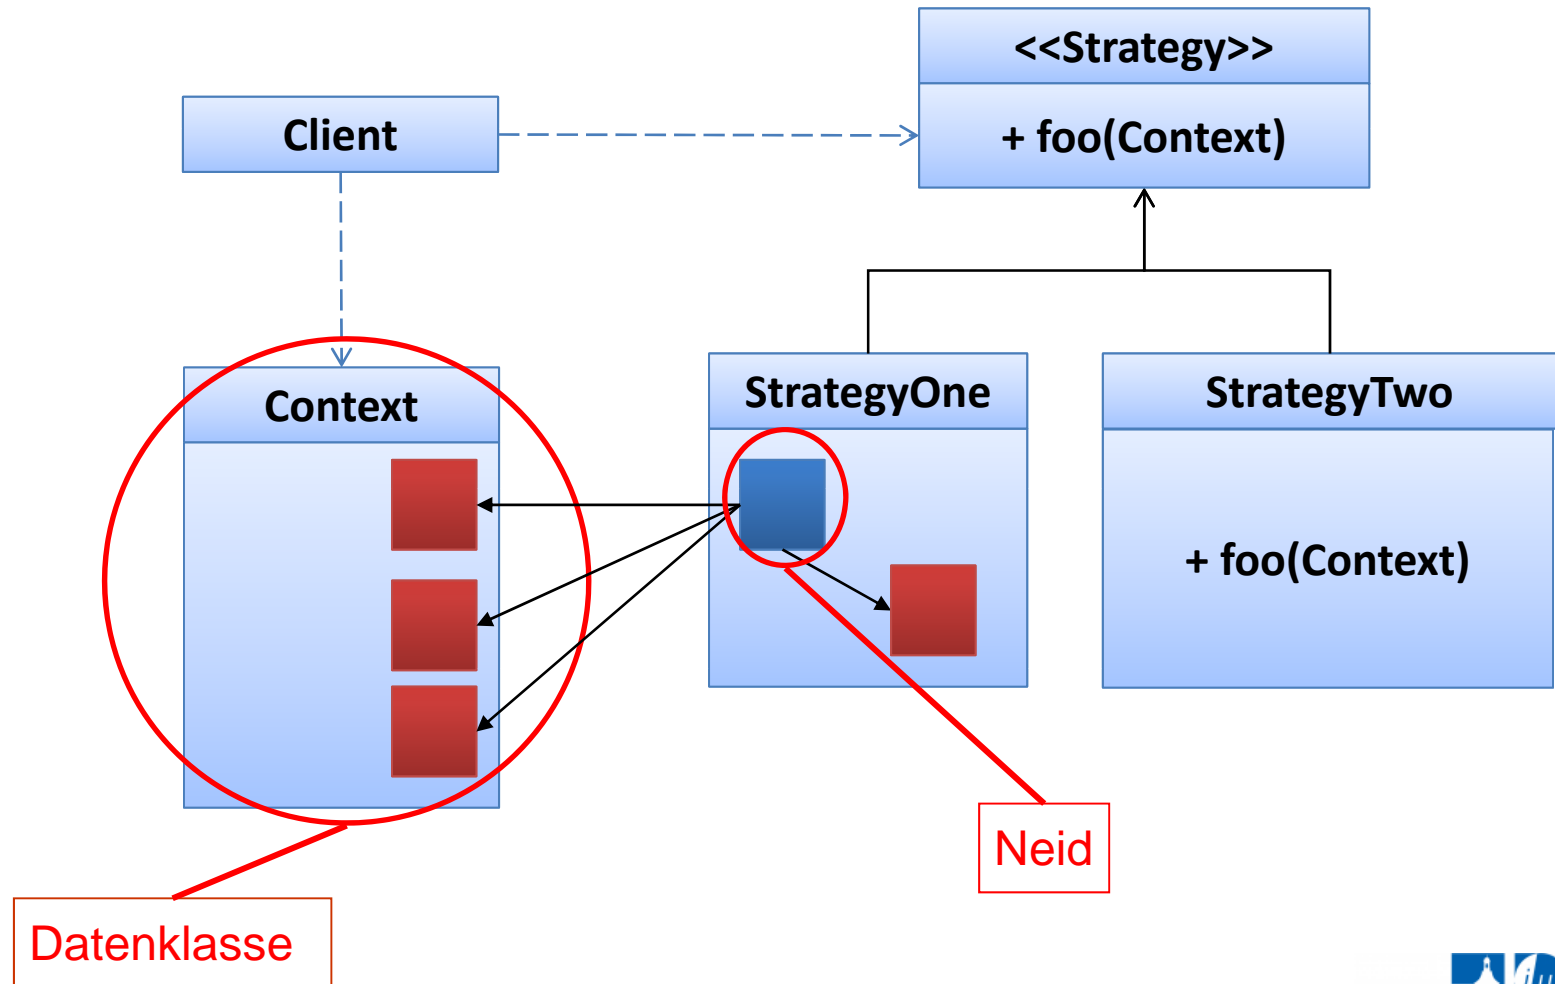 <<Strategy>>
+ foo(Context)
Client
Context
StrategyOne
StrategyTwo
+ foo(Context)
Neid
Datenklasse